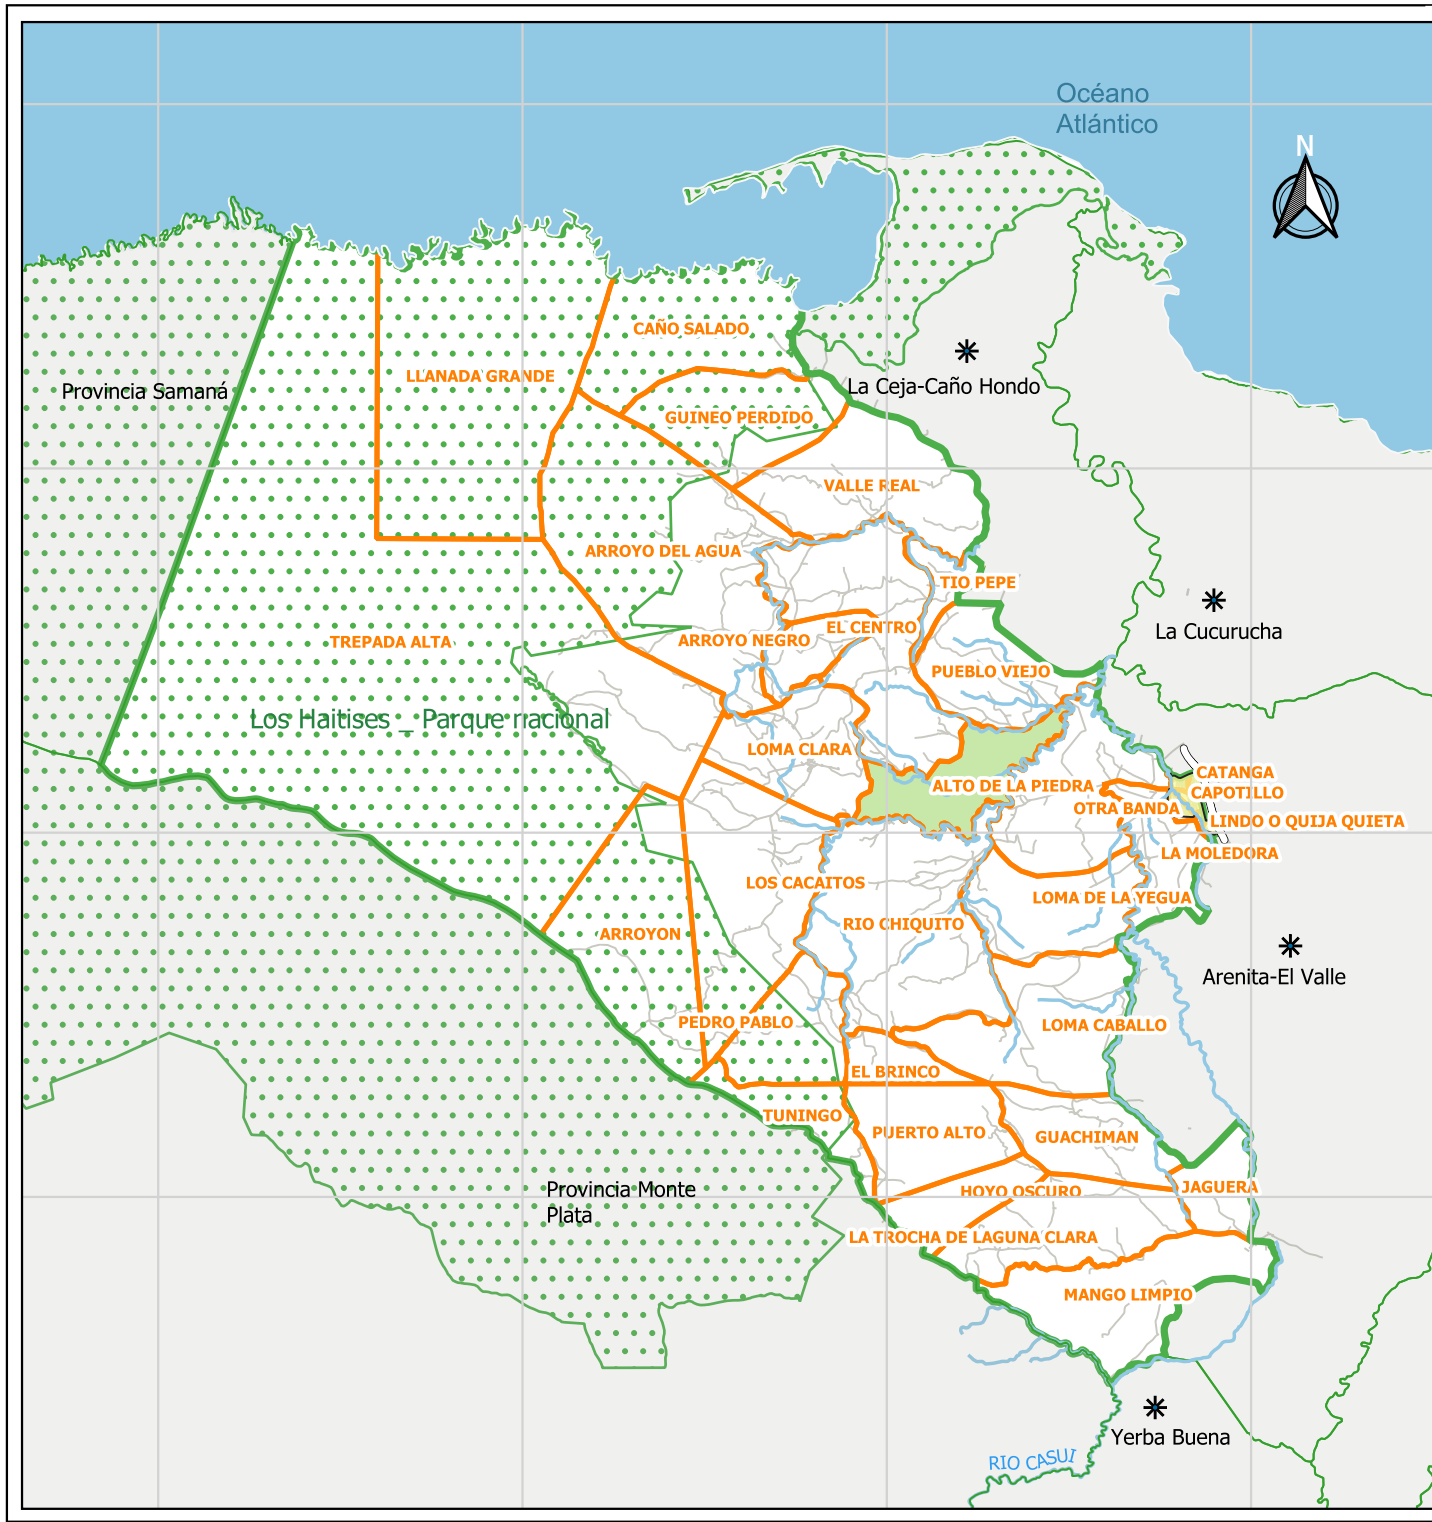 Océano
Atlántico
N
CAÑO SALADO
La Ceja-Caño Hondo
Provincia Samaná
LLANADA GRANDE
GUINEO PERDIDO
VALLE REAL
ARROYO DEL AGUA
TIO PEPE
EL CENTRO
La Cucurucha
TREPADA ALTA
ARROYO NEGRO
PUEBLO VIEJO
Los Haitises _ Parque nacional
LOMA CLARA
CATANGA
ALTO DE LA PIEDRA
CAPOTILLO
OTRA BANDA
LINDO O QUIJA QUIETA
LA MOLEDORA
LOS CACAITOS
LOMA DE LA YEGUA
RIO CHIQUITO
ARROYON
Arenita-El Valle
PEDRO PABLO
LOMA CABALLO
EL BRINCO
TUNINGO
PUERTO ALTO
GUACHIMAN
Provincia Monte
Plata
HOYO OSCURO
JAGUERA
LA TROCHA DE LAGUNA CLARA
MANGO LIMPIO
Yerba Buena
RIO CASUI